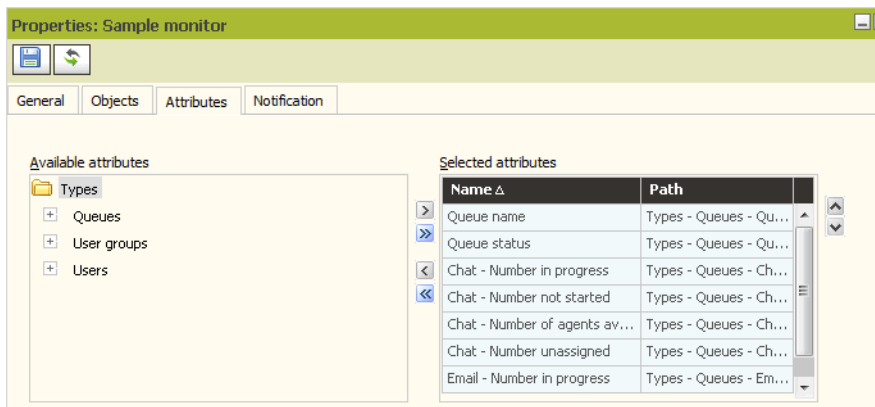 Properties: Sample monitor
General Objects Attributes Notification
Available attributes
Types
Queues
User groups
Users
Selected attributes
Name Path
Queue name Types - Queues - Qu...
Queue status Types - Queues - Qu...
Chat - Number in progress Types - Queues - Ch...
Chat - Number not started Types - Queues - Ch...
Chat - Number of agents av... Types - Queues - Ch...
Chat - Number unassigned Types - Queues - Ch...
Email - Number in progress Types - Queues - Em...